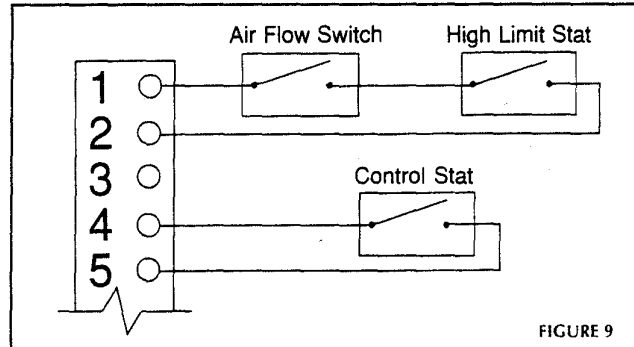 Air Flow Switch
High Limit Stat
1
2
3
Control Stat
4
5
FIGURE 9